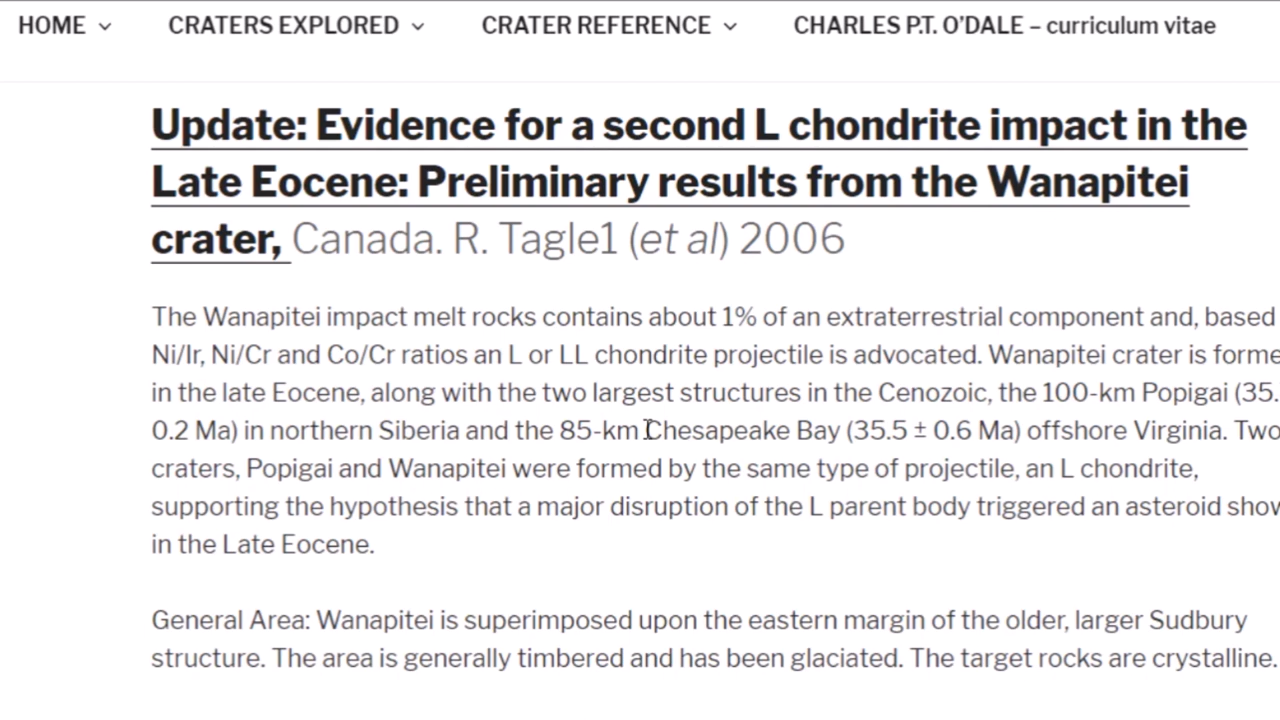 HOME CRATERS EXPLORED CRATER REFERENCE CHARLES P.T. O'DALE – curriculum vitae
Update: Evidence for a second L chondrite impact in the
Late Eocene: Preliminary results from the Wanapitei
crater, Canada. R. Tagle1 (et al) 2006
The Wanapitei impact melt rocks contains about 1% of an extraterrestrial component and, based
Ni/Ir, Ni/Cr and Co/Cr ratios an L or LL chondrite projectile is advocated. Wanapitei crater is forme
in the late Eocene, along with the two largest structures in the Cenozoic, the 100-km Popigai (35.
0.2 Ma) in northern Siberia and the 85-km Chesapeake Bay (35.5 ± 0.6 Ma) offshore Virginia. Two
craters, Popigai and Wanapitei were formed by the same type of projectile, an L chondrite,
supporting the hypothesis that a major disruption of the L parent body triggered an asteroid show
in the Late Eocene.
General Area: Wanapitei is superimposed upon the eastern margin of the older, larger Sudbury
structure. The area is generally timbered and has been glaciated. The target rocks are crystalline.